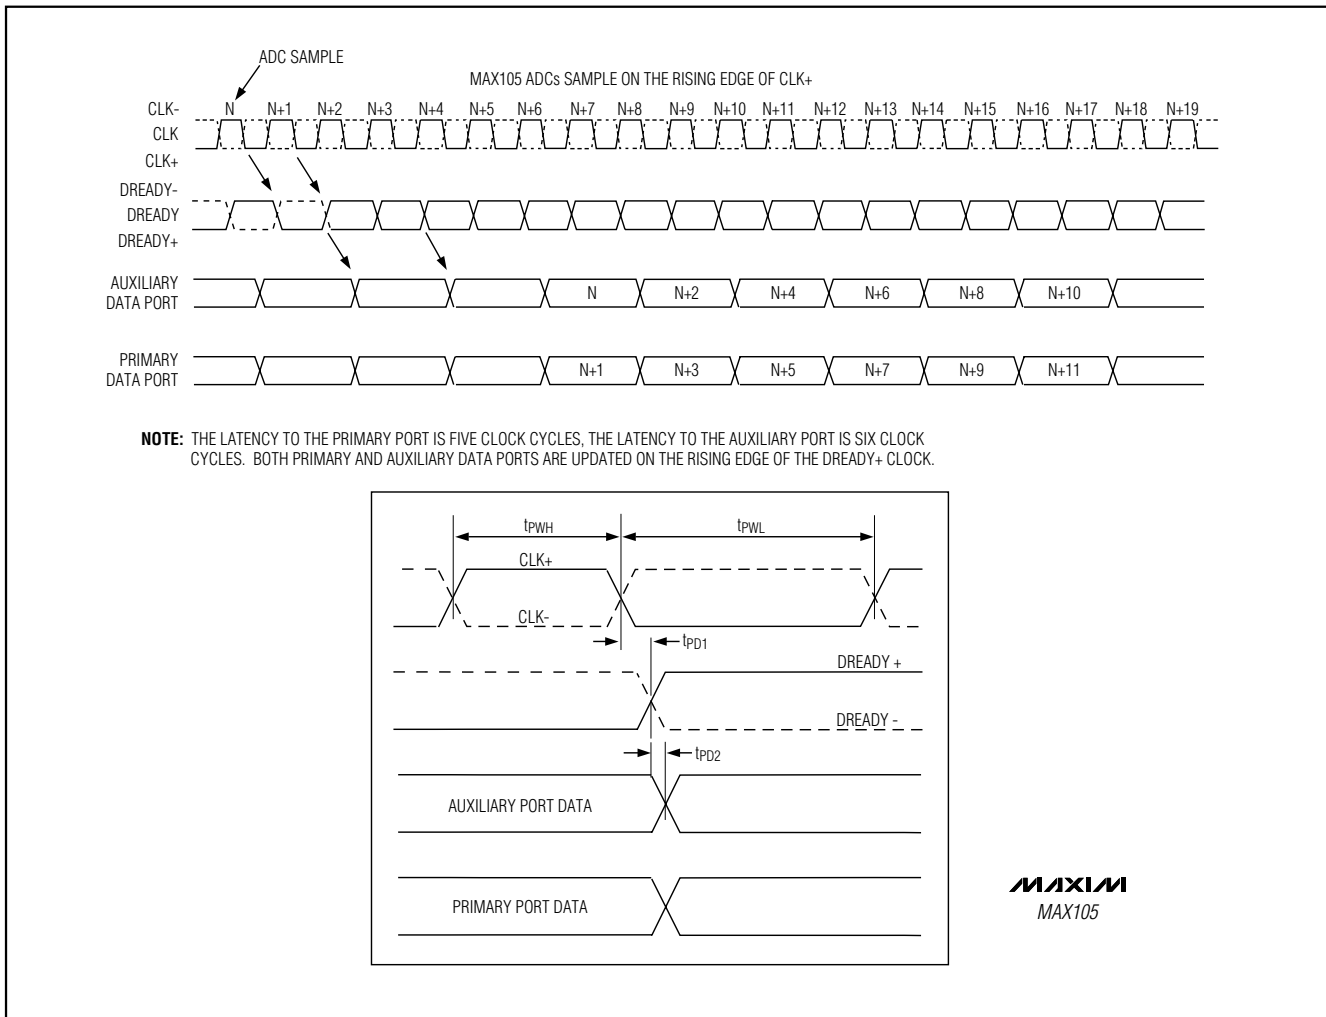 ADC SAMPLE
MAX105 ADCs SAMPLE ON THE RISING EDGE OF CLK+
CLK-
N N+1 N+2 N+3 N+4 N+5 N+6 N+7 N+8 N+9 N+10 N+11 N+12 N+13 N+14 N+15 N+16 N+17 N+18 N+19
CLK
CLK+
DREADY-
DREADY
DREADY+
AUXILIARY
DATA PORT
N N+2 N+4 N+6 N+8 N+10
PRIMARY
DATA PORT
N+1 N+3 N+5 N+7 N+9 N+11
NOTE: THE LATENCY TO THE PRIMARY PORT IS FIVE CLOCK CYCLES, THE LATENCY TO THE AUXILIARY PORT IS SIX CLOCK
CYCLES. BOTH PRIMARY AND AUXILIARY DATA PORTS ARE UPDATED ON THE RISING EDGE OF THE DREADY+ CLOCK.
tPWH tPWL
CLK+
CLK-
tPD1
DREADY +
DREADY -
tPD2
AUXILIARY PORT DATA
PRIMARY PORT DATA
MAXIM
MAX105